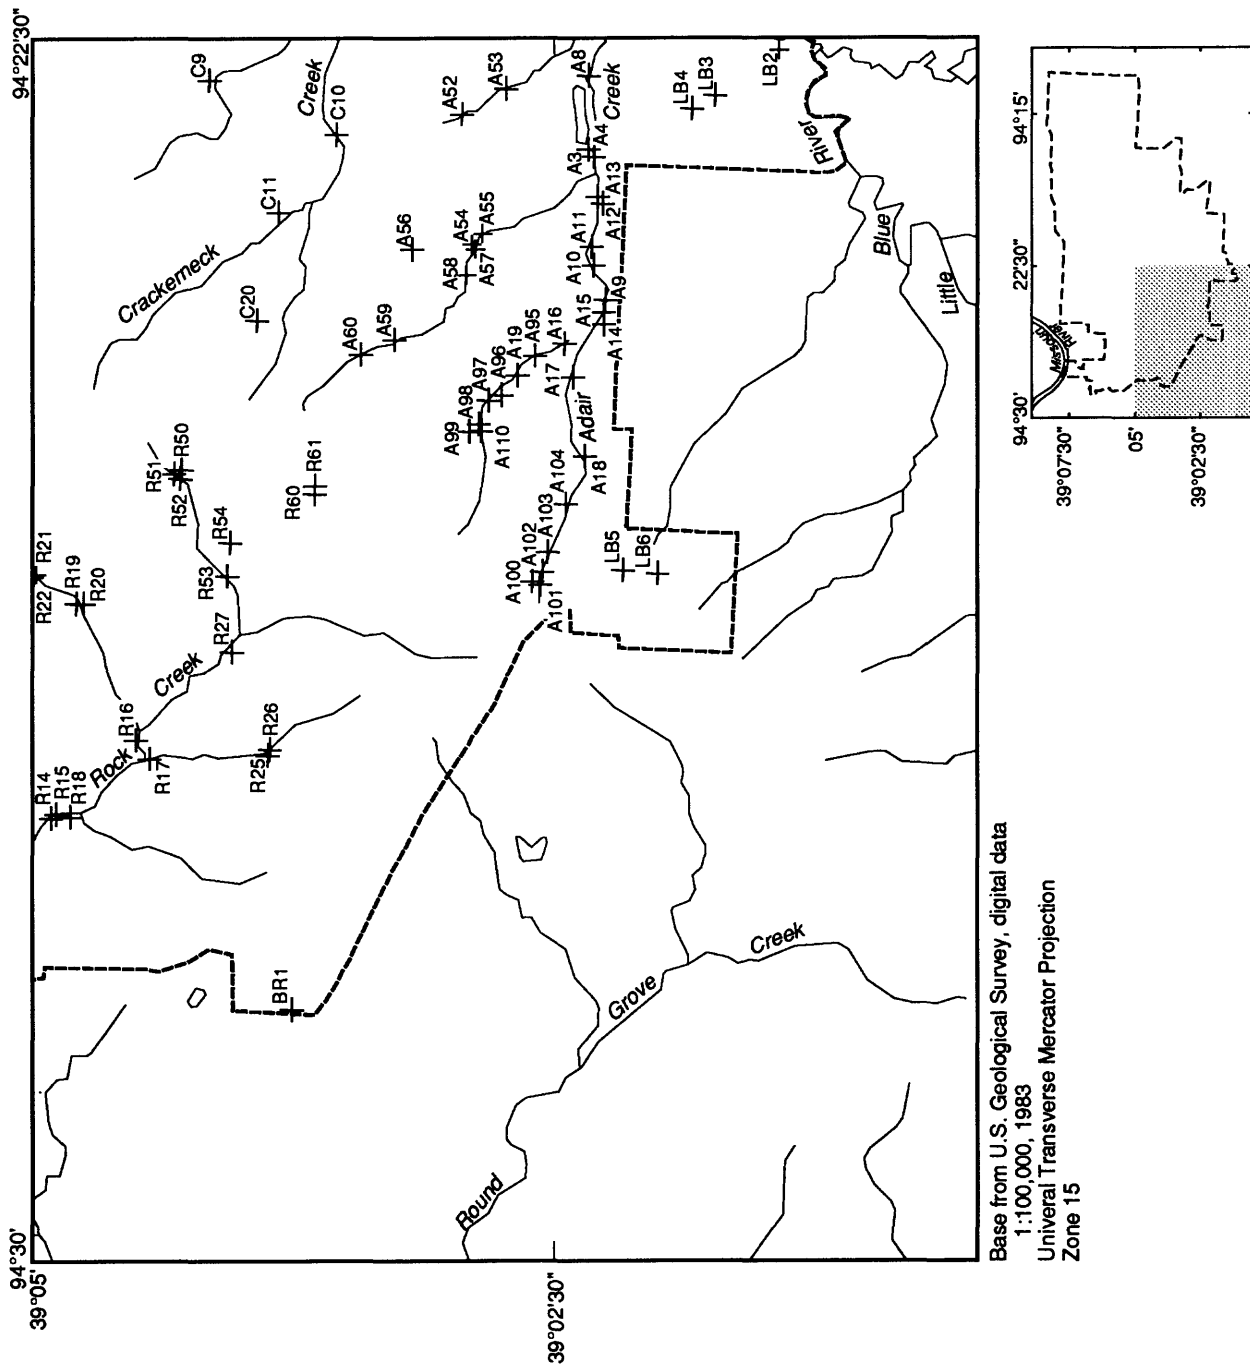 94°30'
94°22'30"
39°05'
39°02'30"
R14
R15
R18
R16
R17
Rock
Creek
R25
R26
R27
R22
R21
R19
R20
R53
R54
R51
R50
R52
R60
R61
BR1
C9
C10
Creek
C11
Crackerneck
C20
A52
A53
A8
Creek
A3
A4
A13
A12
A11
A10
A9
A15
A14
A54
A55
A56
A57
A58
A59
A60
A16
A95
A19
A96
A97
A98
A99
A110
A17
Adair
A18
A104
A103
A102
A100
A101
LB5
LB6
LB4
LB3
LB2
River
Blue
Little
Round
Grove
Creek
Base from U.S. Geological Survey, digital data
1:100,000, 1983
Univeral Transverse Mercator Projection
Zone 15
94°30'
22'30"
94°15'
39°07'30"
05'
39°02'30"
Missouri
River